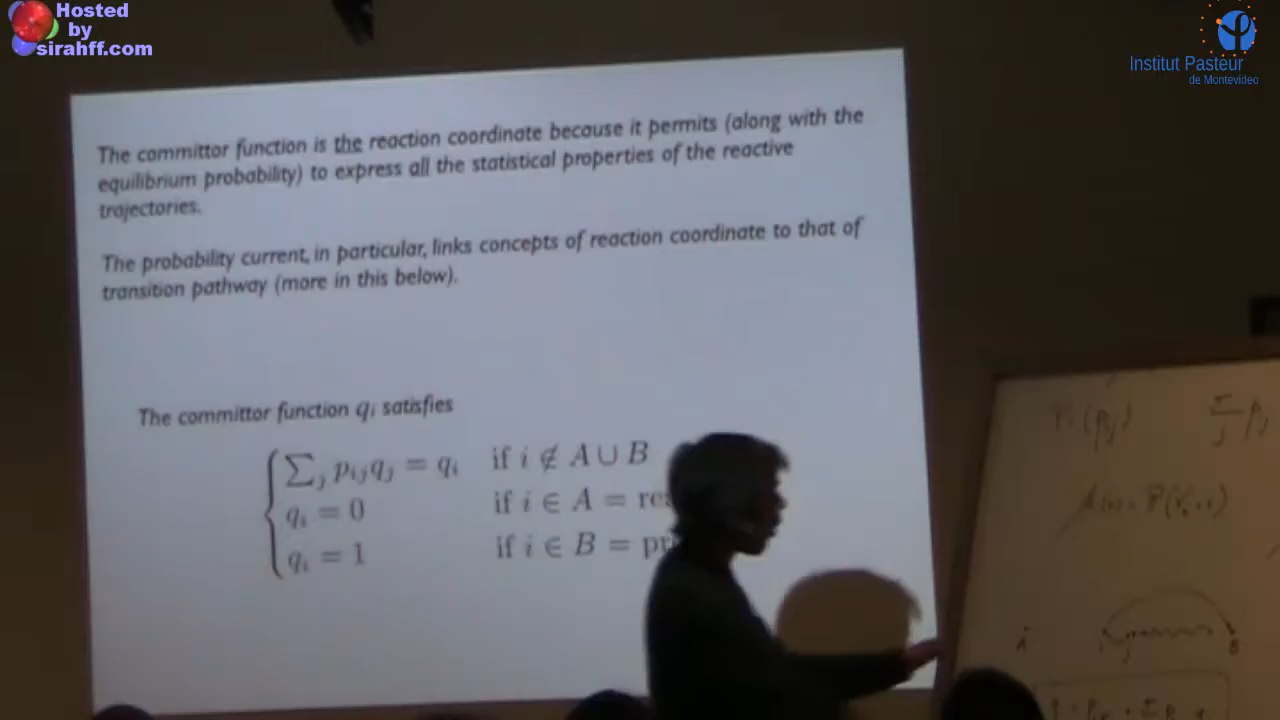 Hosted
by
sirahff.com
Institut Pasteur
de Montevideo
The committor function is the reaction coordinate because it permits (along with the
equilibrium probability) to express all the statistical properties of the reactive
trajectories.
The probability current, in particular, links concepts of reaction coordinate to that of
transition pathway (more in this below).
The committor function qᵢ satisfies
∑ⱼ pᵢⱼqⱼ = qᵢ if i ∉ A ∪ B
qᵢ = 0 if i ∈ A =
qᵢ = 1 if i ∈ B =